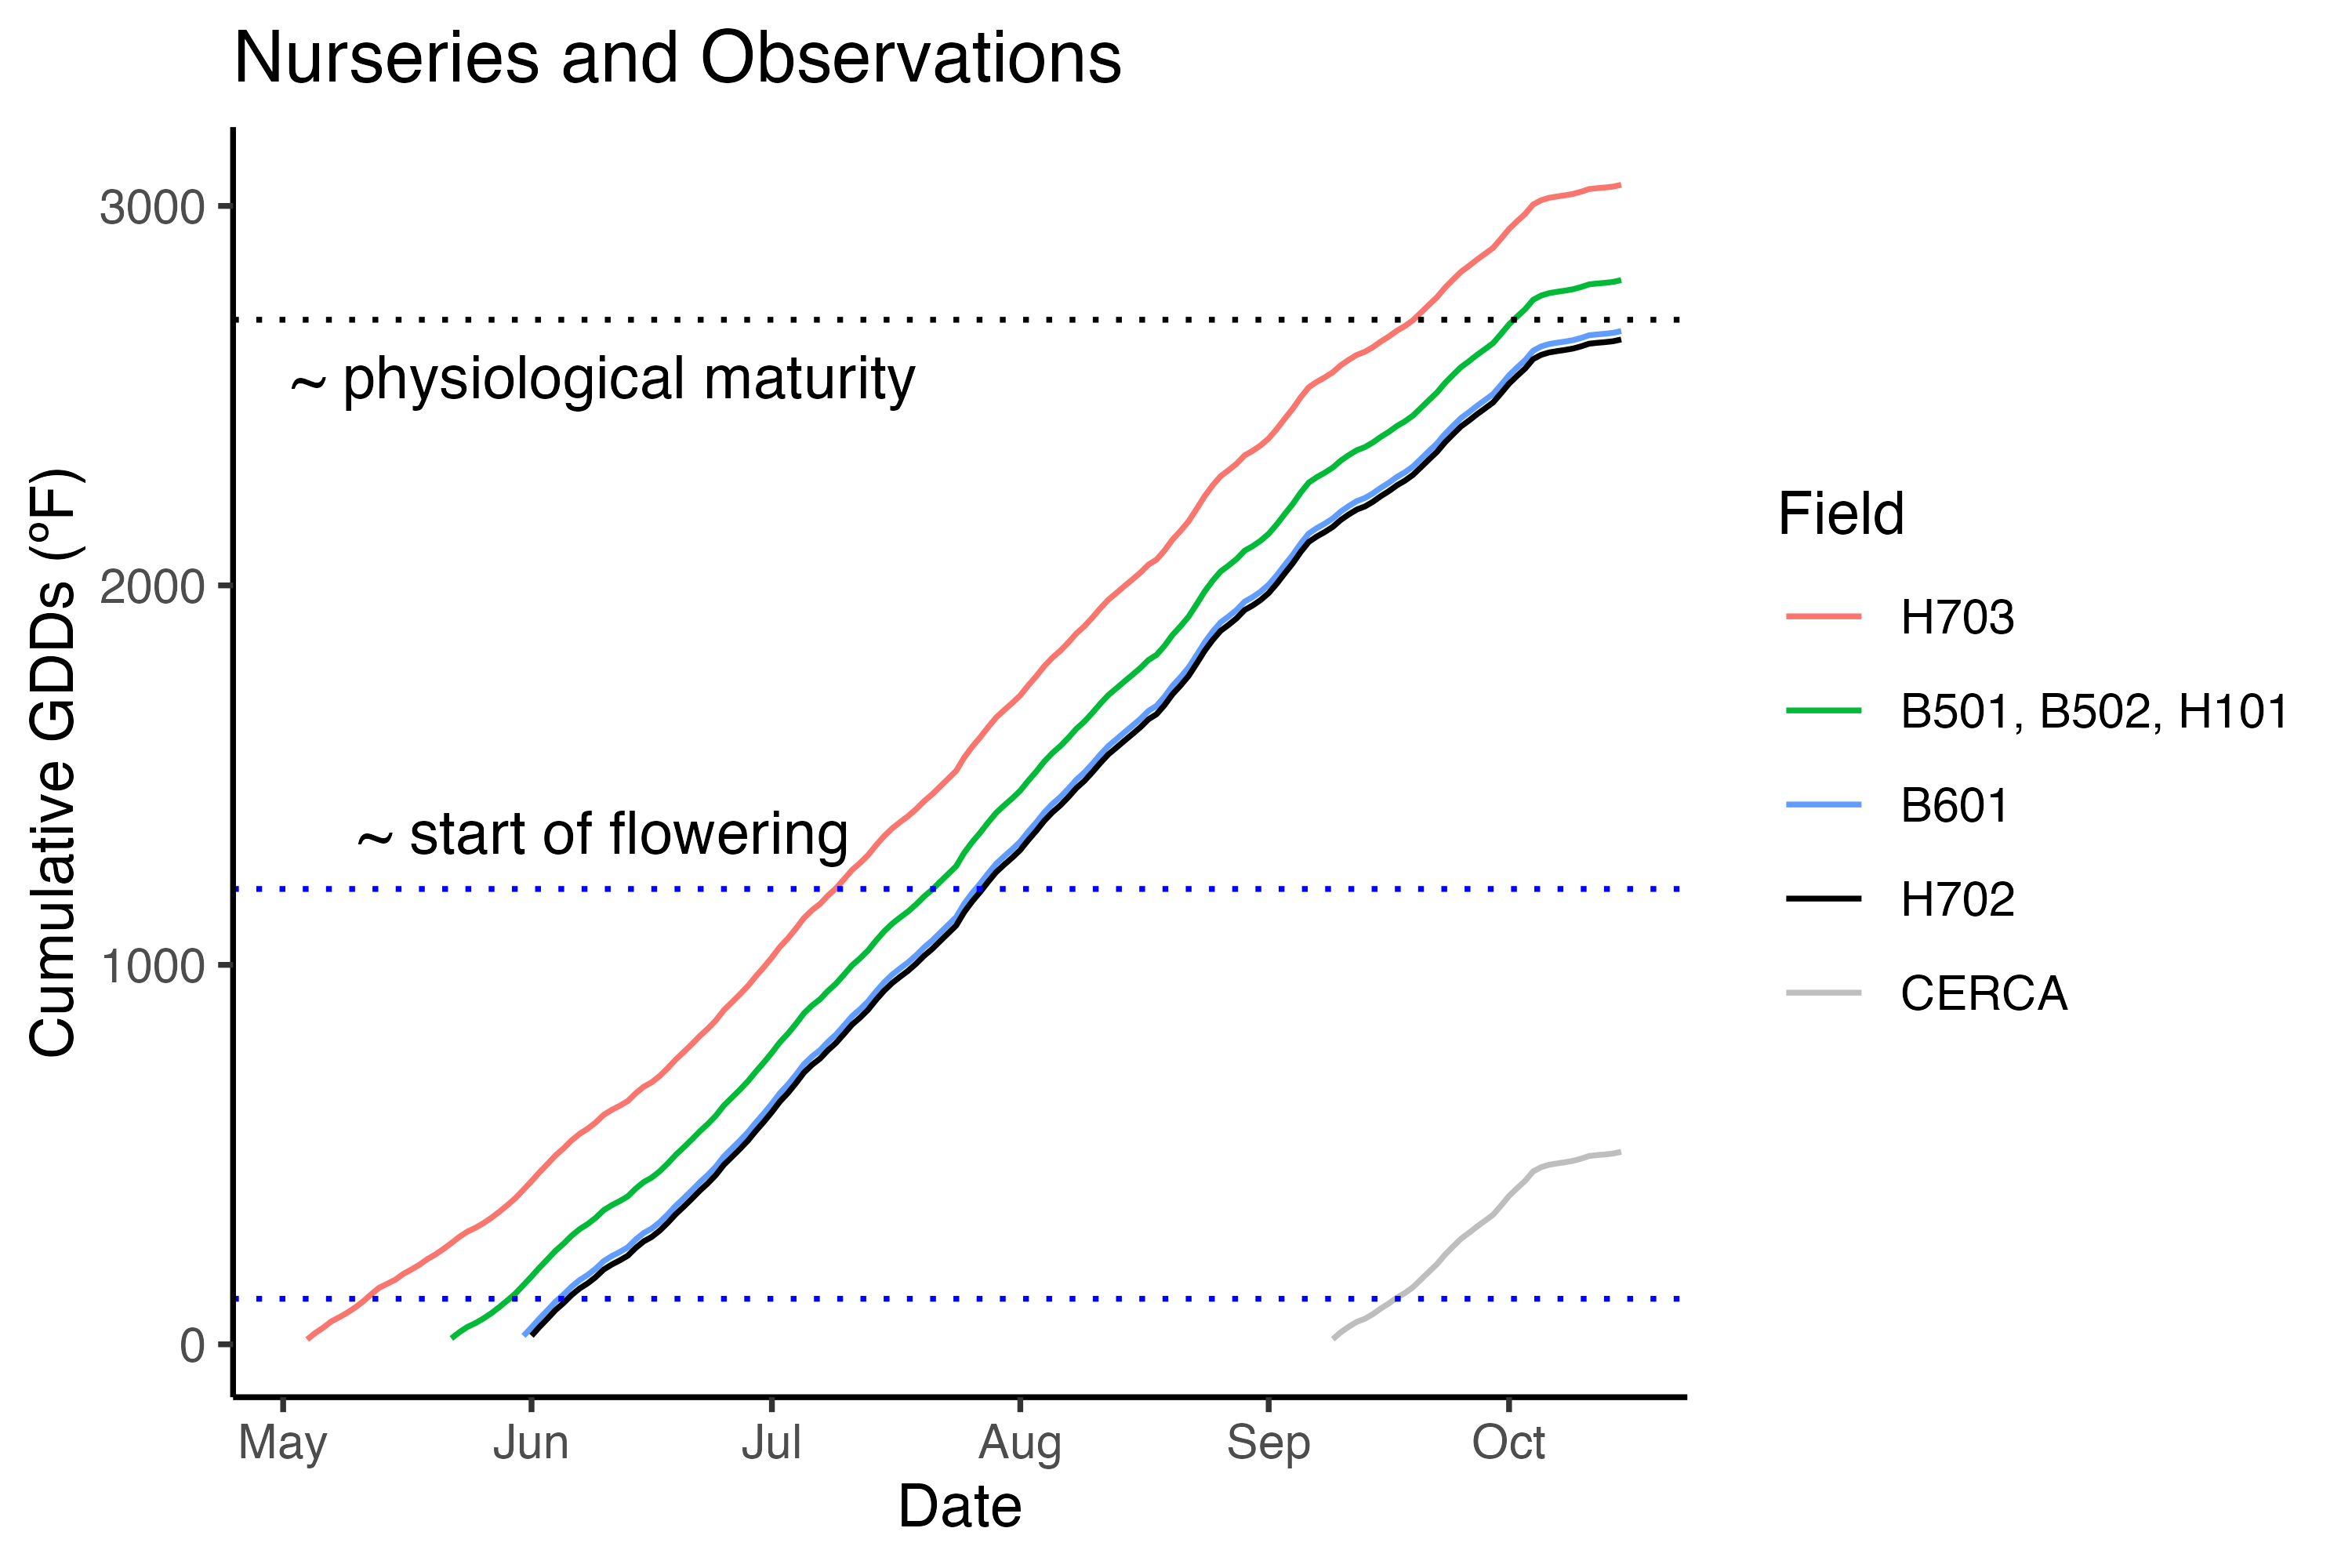 Nurseries and Observations
Cumulative GDDs (ºF)
3000
2000
1000
0
~ physiological maturity
~ start of flowering
May Jun Jul Aug Sep Oct
Date
Field
H703
B501, B502, H101
B601
H702
CERCA